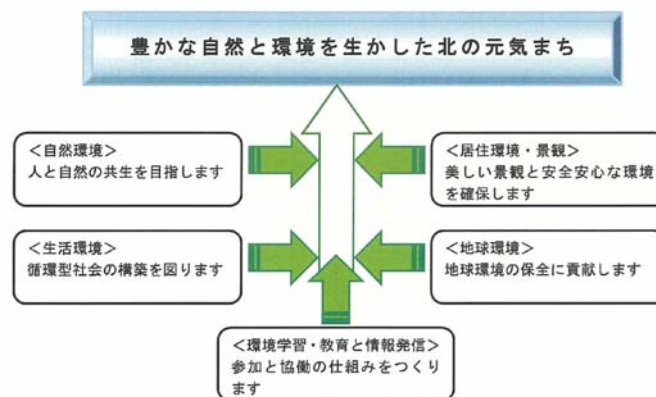 豊かな自然と環境を生かした北の元気まち
＜自然環境＞
人と自然の共生を目指します
＜居住環境・景観＞
美しい景観と安全安心な環境
を確保します
＜生活環境＞
循環型社会の構築を図ります
＜地球環境＞
地球環境の保全に貢献します
＜環境学習・教育と情報発信＞
参加と協働の仕組みをつくり
ます